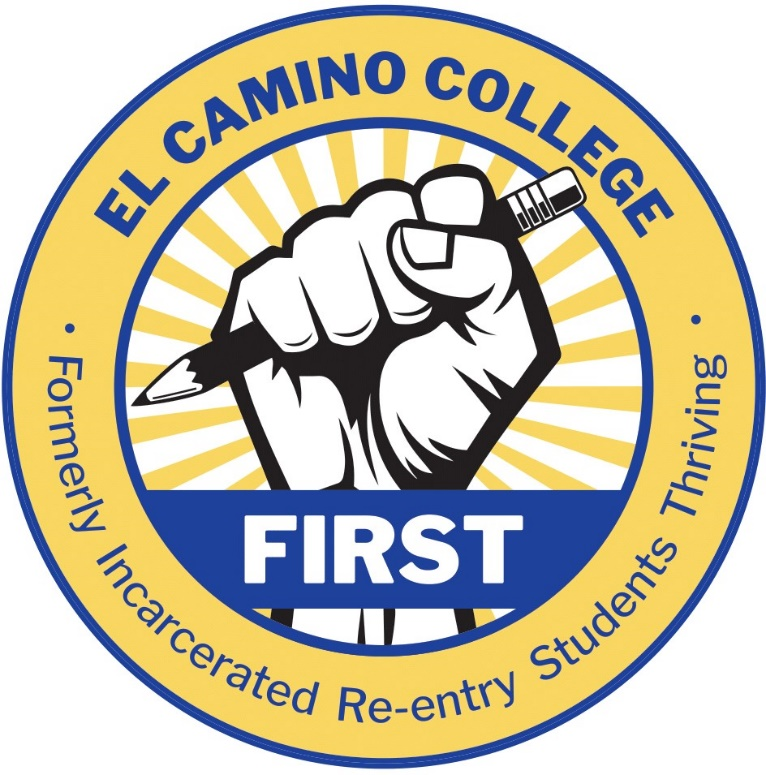 EL CAMINO COLLEGE
FIRST
• Formerly Incarcerated Re-entry Students Thriving •